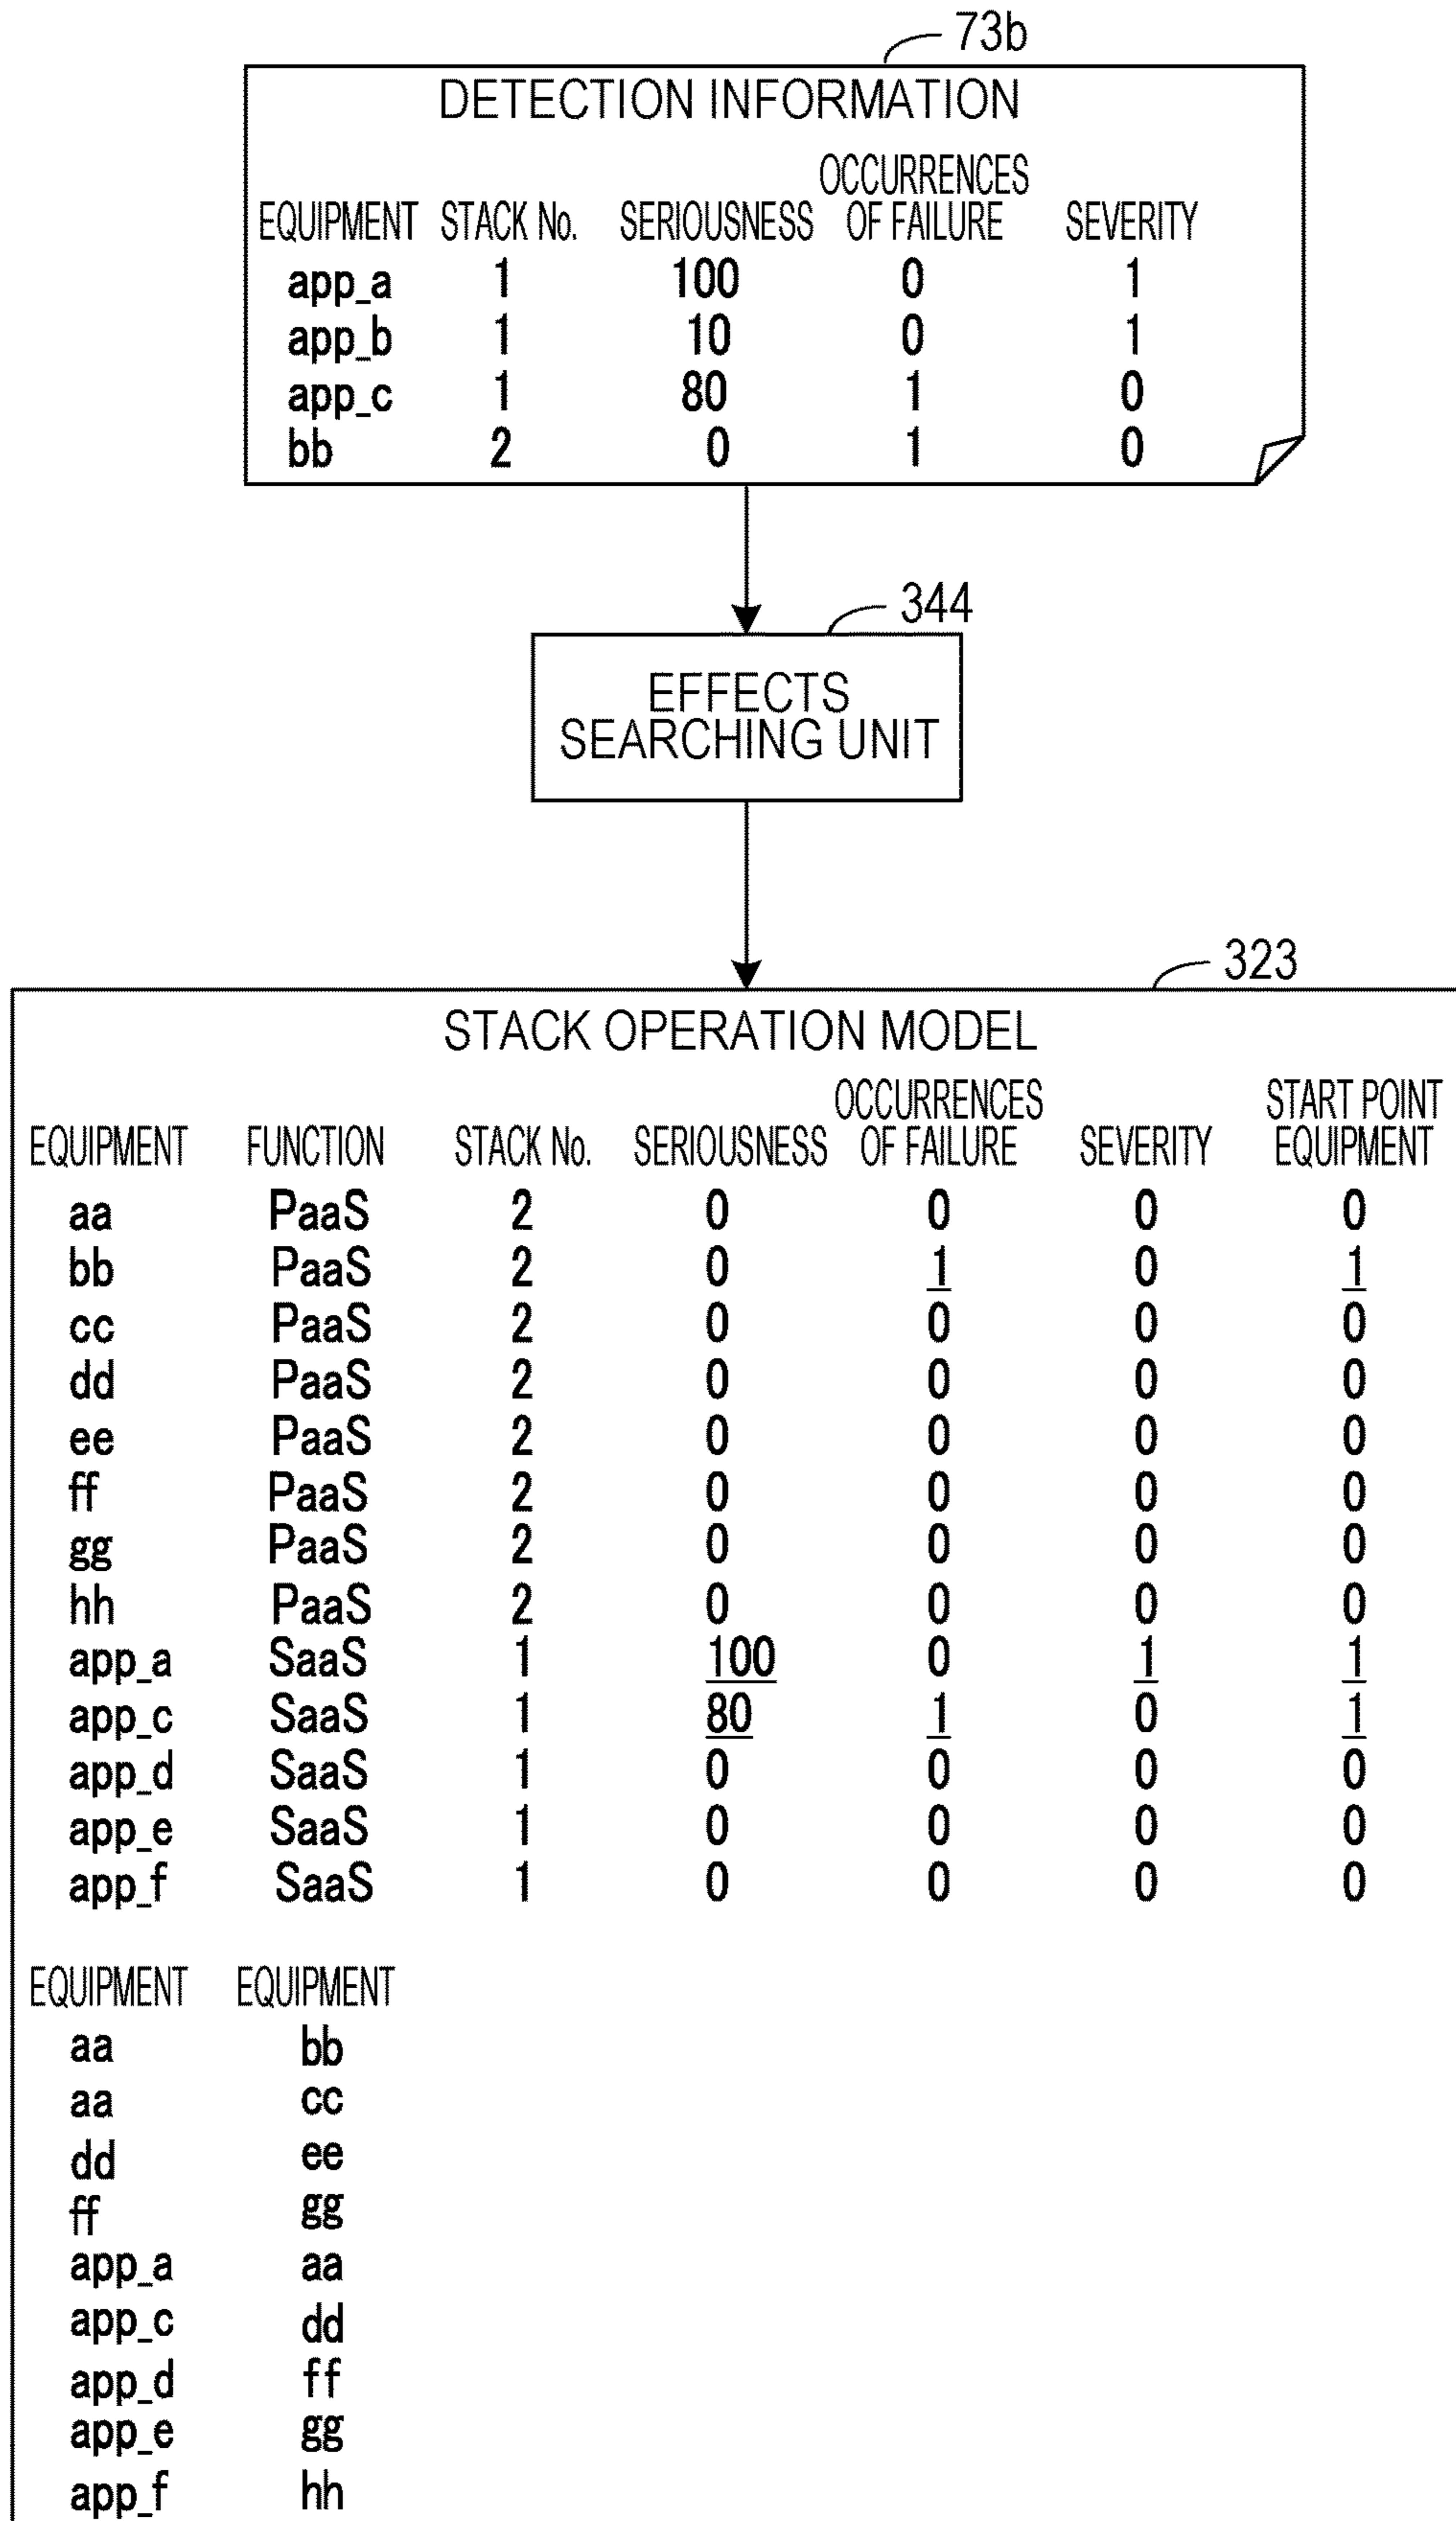 73b
DETECTION INFORMATION
EQUIPMENT STACK No. SERIOUSNESS OCCURRENCES OF FAILURE SEVERITY
app_a 1 100 0 1
app_b 1 10 0 1
app_c 1 80 1 0
bb 2 0 1 0
344
EFFECTS
SEARCHING UNIT
323
STACK OPERATION MODEL
EQUIPMENT FUNCTION STACK No. SERIOUSNESS OCCURRENCES OF FAILURE SEVERITY START POINT EQUIPMENT
aa PaaS 2 0 0 0 0
bb PaaS 2 0 1 0 1
cc PaaS 2 0 0 0 0
dd PaaS 2 0 0 0 0
ee PaaS 2 0 0 0 0
ff PaaS 2 0 0 0 0
gg PaaS 2 0 0 0 0
hh PaaS 2 0 0 0 0
app_a SaaS 1 100 0 1 1
app_c SaaS 1 80 1 0 1
app_d SaaS 1 0 0 0 0
app_e SaaS 1 0 0 0 0
app_f SaaS 1 0 0 0 0
EQUIPMENT EQUIPMENT
aa bb
aa cc
dd ee
ff gg
app_a aa
app_c dd
app_d ff
app_e gg
app_f hh